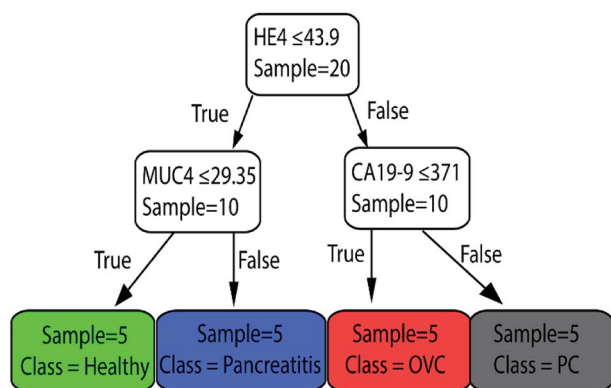 HE4 ≤43.9
Sample=20
True
False
MUC4 ≤29.35
Sample=10
CA19-9 ≤371
Sample=10
True
False
True
False
Sample=5
Class = Healthy
Sample=5
Class = Pancreatitis
Sample=5
Class = OVC
Sample=5
Class = PC